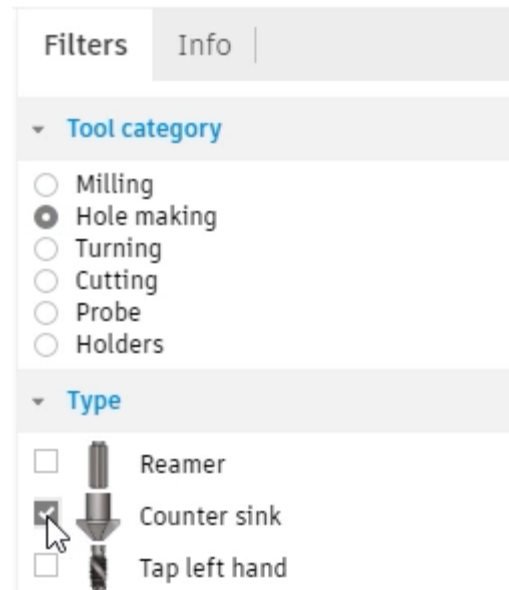 Filters Info
Tool category
Milling
Hole making
Turning
Cutting
Probe
Holders
Type
Reamer
Counter sink
Tap left hand